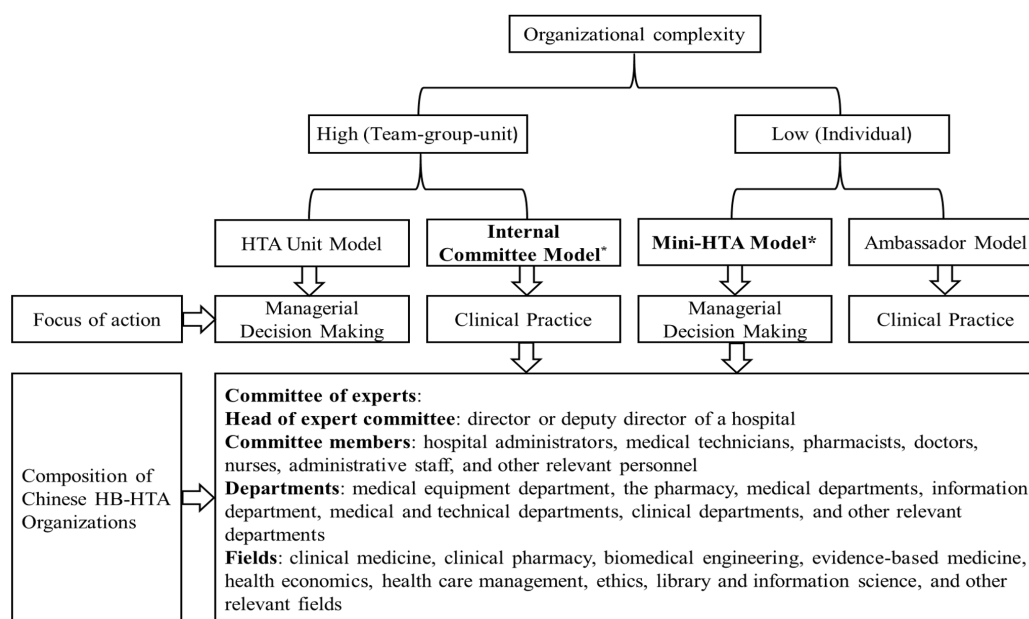 Organizational complexity
High (Team-group-unit)
Low (Individual)
HTA Unit Model
Internal
Committee Model*
Mini-HTA Model*
Ambassador Model
Focus of action
Managerial
Decision Making
Clinical Practice
Managerial
Decision Making
Clinical Practice
Composition of
Chinese HB-HTA
Organizations
Committee of experts:
Head of expert committee: director or deputy director of a hospital
Committee members: hospital administrators, medical technicians, pharmacists, doctors,
nurses, administrative staff, and other relevant personnel
Departments: medical equipment department, the pharmacy, medical departments, information
department, medical and technical departments, clinical departments, and other relevant
departments
Fields: clinical medicine, clinical pharmacy, biomedical engineering, evidence-based medicine,
health economics, health care management, ethics, library and information science, and other
relevant fields